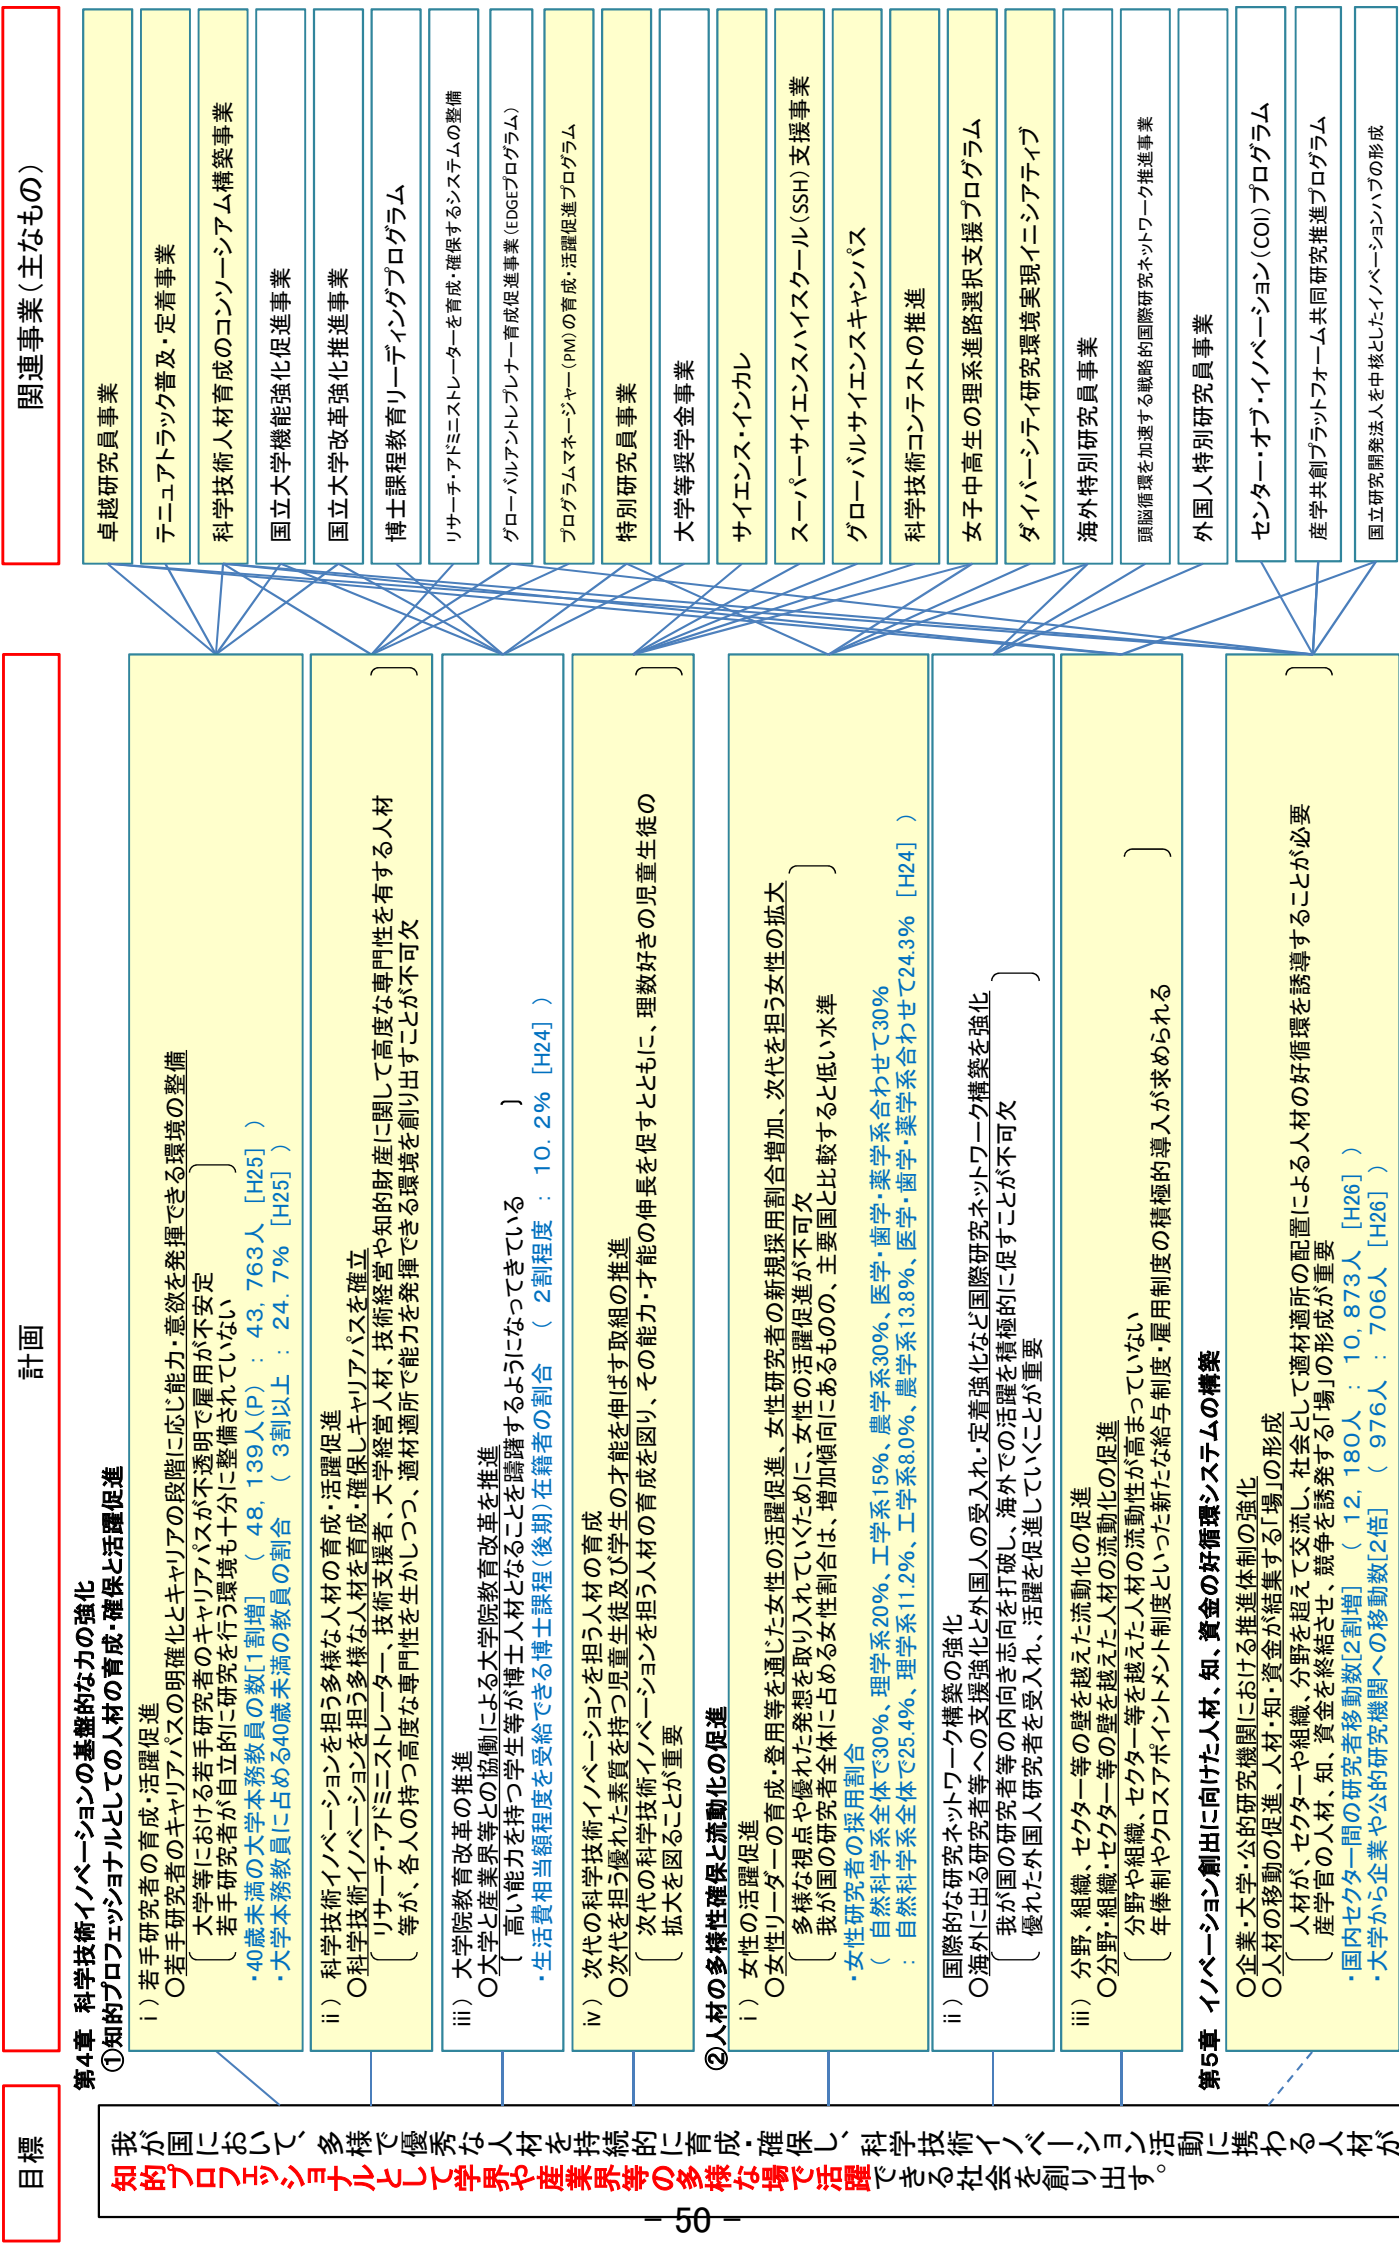 目標
計画
関連事業(主なもの)
我が国において、多様で優秀な人材を持続的に育成・確保し、科学技術イノベーション活動に携わる人材が
知的プロフェッショナルとして学界や産業界等の多様な場で活躍できる社会を創り出す。
第4章 科学技術イノベーションの基盤的な力の強化
①知的プロフェッショナルとしての人材の育成・確保と活躍促進
ⅰ)若手研究者の育成・活躍促進
○若手研究者のキャリアパスの明確化とキャリアの段階に応じ能力・意欲を発揮できる環境の整備
大学等における若手研究者のキャリアパスが不透明で雇用が不安定
若手研究者が自立的に研究を行う環境も十分に整備されていない
・40歳未満の大学本務教員の数[1割増] ( 48,139人(P) : 43,763人 [H25] )
・大学本務教員に占める40歳未満の教員の割合 ( 3割以上 : 24.7% [H25] )
ⅱ) 科学技術イノベーションを担う多様な人材の育成・活躍促進
○科学技術イノベーションを担う多様な人材を育成・確保しキャリアパスを確立
リサーチ・アドミニストレーター、技術支援者、大学経営人材、技術経営や知的財産に関して高度な専門性を有する人材
等が、各人の持つ高度な専門性を生かしつつ、適材適所で能力を発揮できる環境を創り出すことが不可欠
ⅲ) 大学院教育改革の推進
○大学と産業界等との協働による大学院教育改革を推進
[ 高い能力を持つ学生等が博士人材となることを躊躇するようになってきている ]
・生活費相当額程度を受給できる博士課程(後期)在籍者の割合 ( 2割程度 : 10.2% [H24] )
ⅳ) 次代の科学技術イノベーションを担う人材の育成
○次代を担う優れた素質を持つ児童生徒及び学生の才能を伸ばす取組の推進
次代の科学技術イノベーションを担う人材の育成を図り、その能力・才能の伸長を促すとともに、理数好きの児童生徒の
拡大を図ることが重要
②人材の多様性確保と流動化の促進
ⅰ) 女性の活躍促進
○女性リーダーの育成・登用等を通じた女性の活躍促進、女性研究者の新規採用割合増加、次代を担う女性の拡大
多様な視点や優れた発想を取り入れていくために、女性の活躍促進が不可欠
我が国の研究者全体に占める女性割合は、増加傾向にあるものの、主要国と比較すると低い水準
・女性研究者の採用割合
( 自然科学系全体で30%、理学系20%、工学系15%、農学系30%、医学・歯学・薬学系合わせて30%
: 自然科学系全体で25.4%、理学系11.2%、工学系8.0%、農学系13.8%、医学・歯学・薬学系合わせて24.3% [H24] )
ⅱ) 国際的な研究ネットワーク構築の強化
○海外に出る研究者等への支援強化と外国人の受入れ・定着強化など国際研究ネットワーク構築を強化
我が国の研究者等の内向き志向を打破し、海外での活躍を積極的に促すことが不可欠
優れた外国人研究者を受入れ、活躍を促進していくことが重要
ⅲ) 分野、組織、セクター等の壁を越えた流動化の促進
○分野・組織・セクター等の壁を越えた人材の流動化の促進
分野や組織、セクター等を越えた人材の流動性が高まっていない
年俸制やクロスアポイントメント制度といった新たな給与制度・雇用制度の積極的導入が求められる
第5章 イノベーション創出に向けた人材、知、資金の好循環システムの構築
○企業・大学・公的研究機関における推進体制の強化
○人材の移動の促進、人材・知・資金が結集する「場」の形成
人材が、セクターや組織、分野を超えて交流し、社会として適材適所の配置による人材の好循環を誘導することが必要
産学官の人材、知、資金を終結させ、競争を誘発する「場」の形成が重要
・国内セクター間の研究者移動数[2割増] ( 12,180人 : 10,873人 [H26] )
・大学から企業や公的研究機関への移動数[2倍] ( 976人 : 706人 [H26] )
卓越研究員事業
テニュアトラック普及・定着事業
科学技術人材育成のコンソーシアム構築事業
国立大学機能強化促進事業
国立大学改革強化推進事業
博士課程教育リーディングプログラム
リサーチ・アドミニストレーターを育成・確保するシステムの整備
グローバルアントレプレナー育成促進事業(EDGEプログラム)
プログラムマネージャー(PM)の育成・活躍促進プログラム
特別研究員事業
大学等奨学金事業
サイエンス・インカレ
スーパーサイエンスハイスクール(SSH)支援事業
グローバルサイエンスキャンパス
科学技術コンテストの推進
女子中高生の理系進路選択支援プログラム
ダイバーシティ研究環境実現イニシアティブ
海外特別研究員事業
頭脳循環を加速する戦略的国際研究ネットワーク推進事業
外国人特別研究員事業
センター・オブ・イノベーション(COI)プログラム
産学共創プラットフォーム共同研究推進プログラム
国立研究開発法人を中核としたイノベーションハブの形成
- 50 -